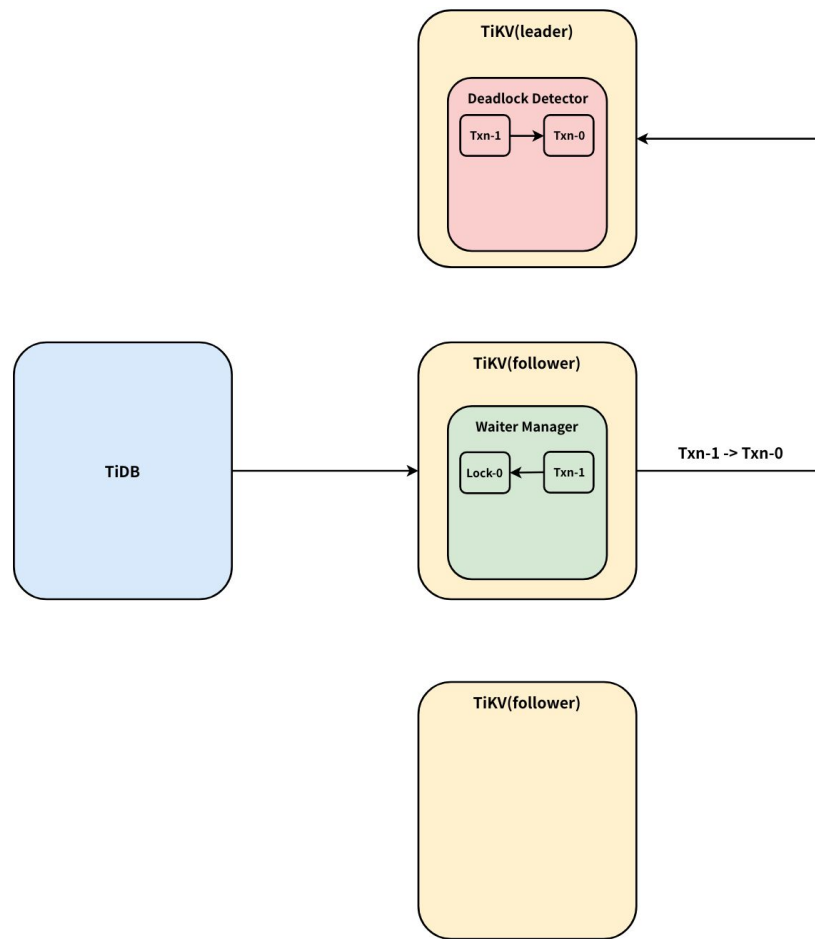 TiKV(leader)
Deadlock Detector
Txn-1
Txn-0
TiDB
TiKV(follower)
Waiter Manager
Lock-0
Txn-1
Txn-1 -> Txn-0
TiKV(follower)